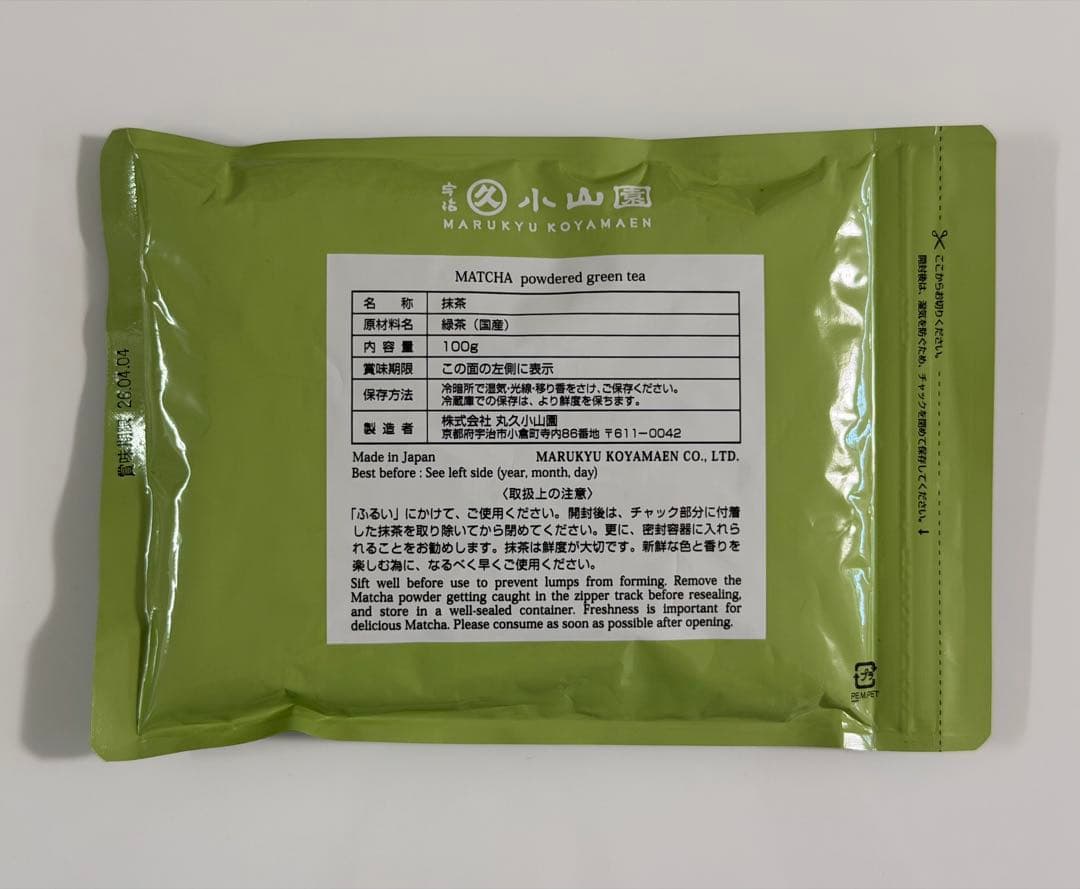 宇治 久 小山園
MARUKYU KOYAMAEN
MATCHA powdered green tea
名 称 抹茶
原材料名 緑茶（国産）
内容量 100g
賞味期限 この面の左側に表示
保存方法 冷暗所で湿気・光線・移り香をさけ、ご保存ください。
冷蔵庫での保存は、より鮮度を保ちます。
製造者 株式会社 丸久小山園
京都府宇治市小倉町寺内86番地 〒611-0042
Made in Japan MARUKYU KOYAMAEN CO., LTD.
Best before : See left side (year, month, day)
〈取扱上の注意〉
「ふるい」にかけて、ご使用ください。開封後は、チャック部分に付着
した抹茶を取り除いてから閉めてください。更に、密封容器に入れら
れることをお勧めします。抹茶は鮮度が大切です。新鮮な色と香りを
楽しむ為に、なるべく早くご使用ください。
Sift well before use to prevent lumps from forming. Remove the
Matcha powder getting caught in the zipper track before resealing,
and store in a well-sealed container. Freshness is important for
delicious Matcha. Please consume as soon as possible after opening.
賞味期限 26.04.04
ここからお切りください。
開封後は、湿気を防ぐため、チャックを閉めて保存してください。↓
プラ
PE.M.PET